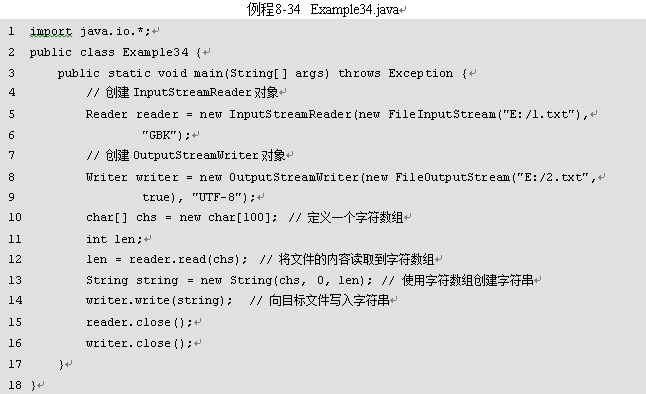 例程8-34 Example34.java
1 import java.io.*;
2 public class Example34 {
3 public static void main(String[] args) throws Exception {
4 // 创建 InputStreamReader 对象
5 Reader reader = new InputStreamReader(new FileInputStream("E:/1.txt"),
6 "GBK");
7 // 创建 OutputStreamWriter 对象
8 Writer writer = new OutputStreamWriter(new FileOutputStream("E:/2.txt",
9 true), "UTF-8");
10 char[] chs = new char[100]; // 定义一个字符数组
11 int len;
12 len = reader.read(chs); // 将文件的内容读取到字符数组
13 String string = new String(chs, 0, len); // 使用字符数组创建字符串
14 writer.write(string); // 向目标文件写入字符串
15 reader.close();
16 writer.close();
17 }
18 }